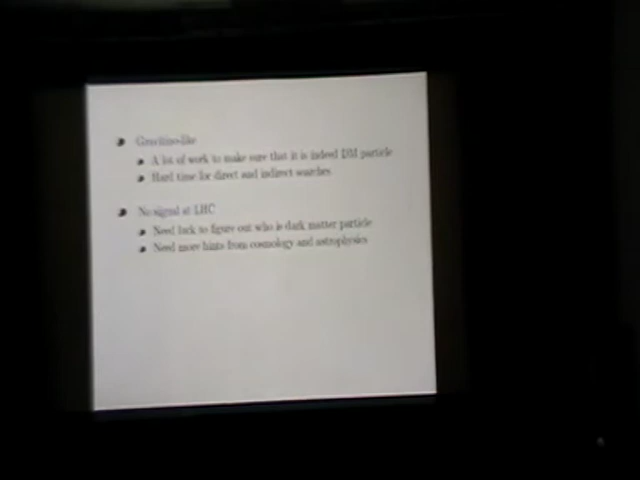 Gravitino-like
A lot of work to make sure that it is indeed DM particle
Hard time for direct and indirect searches
No signal at LHC
Need luck to figure out who is dark matter particle
Need more hints from cosmology and astrophysics